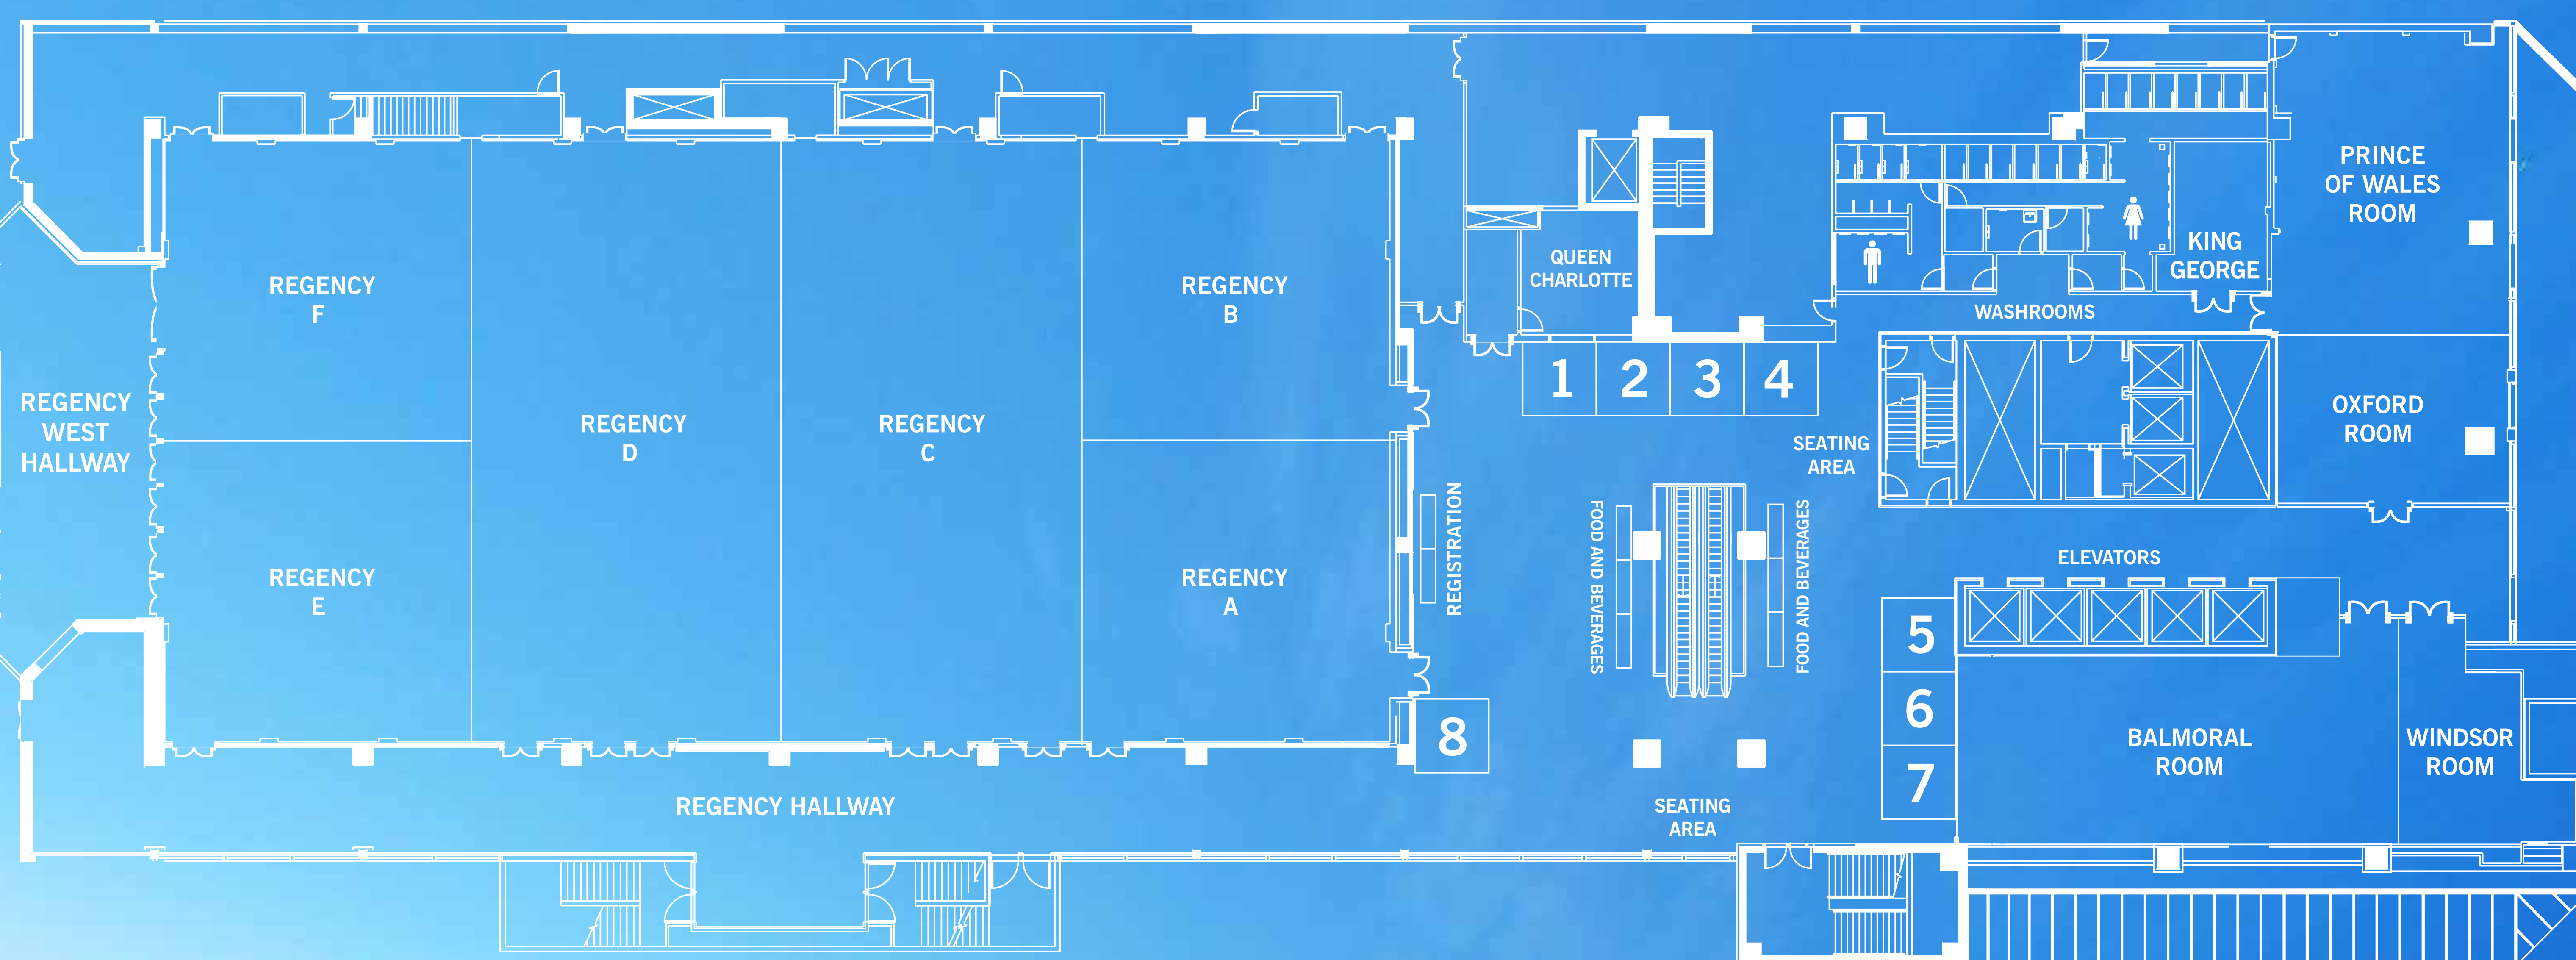 PRINCE
OF WALES
ROOM
KING
GEORGE
QUEEN
CHARLOTTE
WASHROOMS
REGENCY
F
REGENCY
B
REGENCY
WEST
HALLWAY
REGENCY
D
REGENCY
C
1
2
3
4
OXFORD
ROOM
SEATING
AREA
REGISTRATION
FOOD AND BEVERAGES
FOOD AND BEVERAGES
ELEVATORS
REGENCY
E
REGENCY
A
5
6
7
8
BALMORAL
ROOM
WINDSOR
ROOM
REGENCY HALLWAY
SEATING
AREA